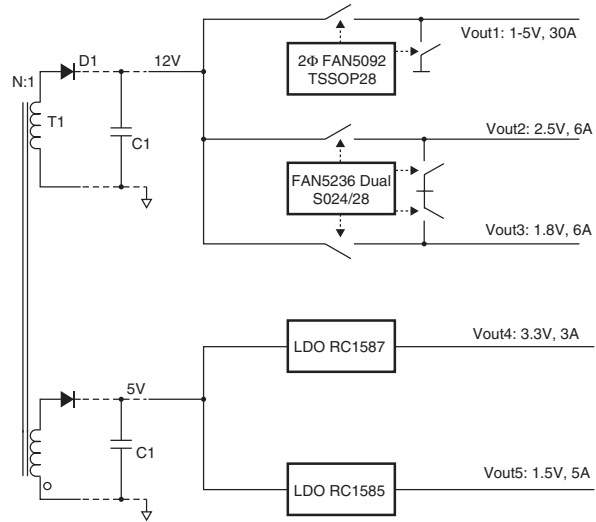 Vout1: 1-5V, 30A
D1
12V
2Φ FAN5092
TSSOP28
N:1
T1
C1
Vout2: 2.5V, 6A
FAN5236 Dual
S024/28
Vout3: 1.8V, 6A
Vout4: 3.3V, 3A
LDO RC1587
5V
C1
Vout5: 1.5V, 5A
LDO RC1585